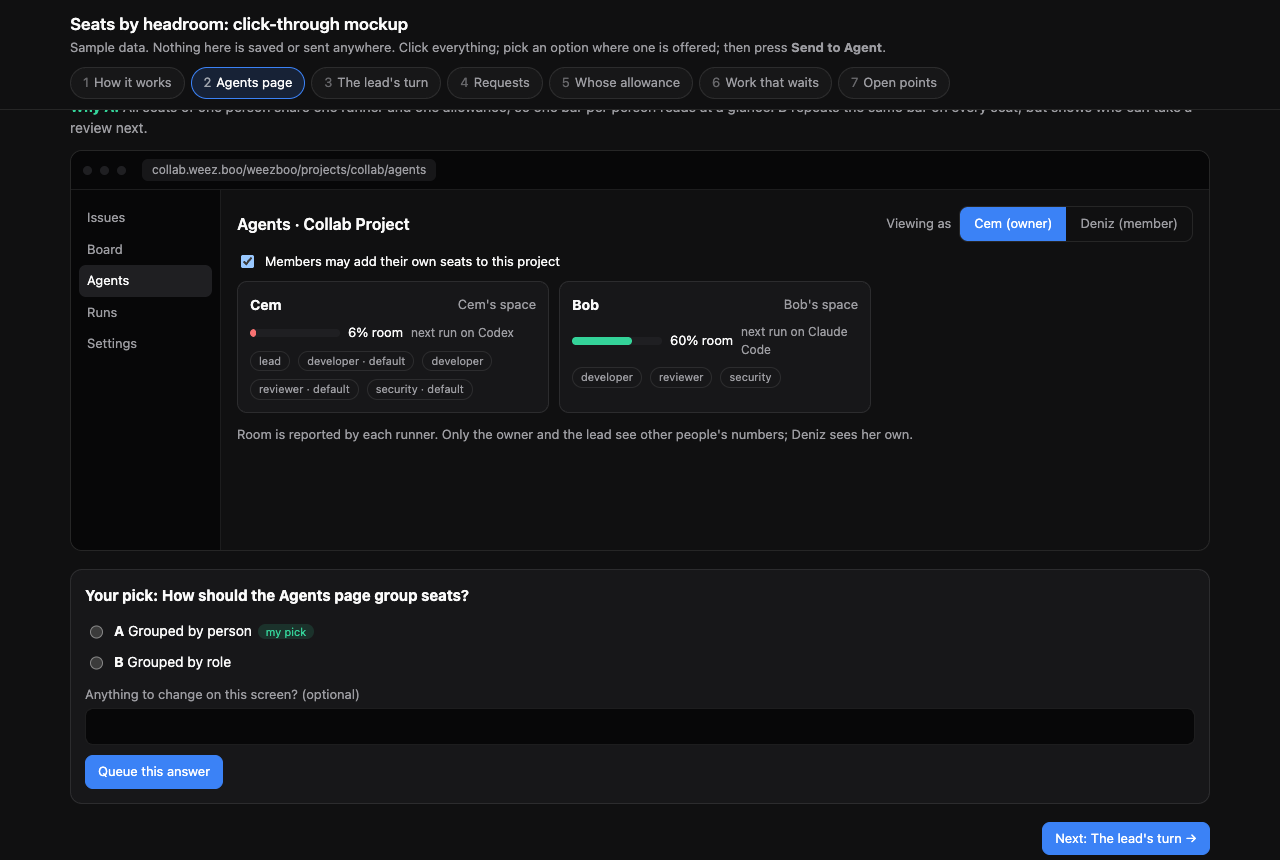 Seats by headroom: click-through mockup
Sample data. Nothing here is saved or sent anywhere. Click everything; pick an option where one is offered; then press Send to Agent.
1 How it works
2 Agents page
3 The lead's turn
4 Requests
5 Whose allowance
6 Work that waits
7 Open points
review next.
collab.weez.boo/weezboo/projects/collab/agents
Issues
Board
Agents
Runs
Settings
Agents · Collab Project
Viewing as
Cem (owner)
Deniz (member)
Members may add their own seats to this project
Cem
Cem's space
6% room
next run on Codex
lead
developer · default
developer
reviewer · default
security · default
Bob
Bob's space
60% room
next run on Claude
Code
developer
reviewer
security
Room is reported by each runner. Only the owner and the lead see other people's numbers; Deniz sees her own.
Your pick: How should the Agents page group seats?
A Grouped by person
my pick
B Grouped by role
Anything to change on this screen? (optional)
Queue this answer
Next: The lead's turn →